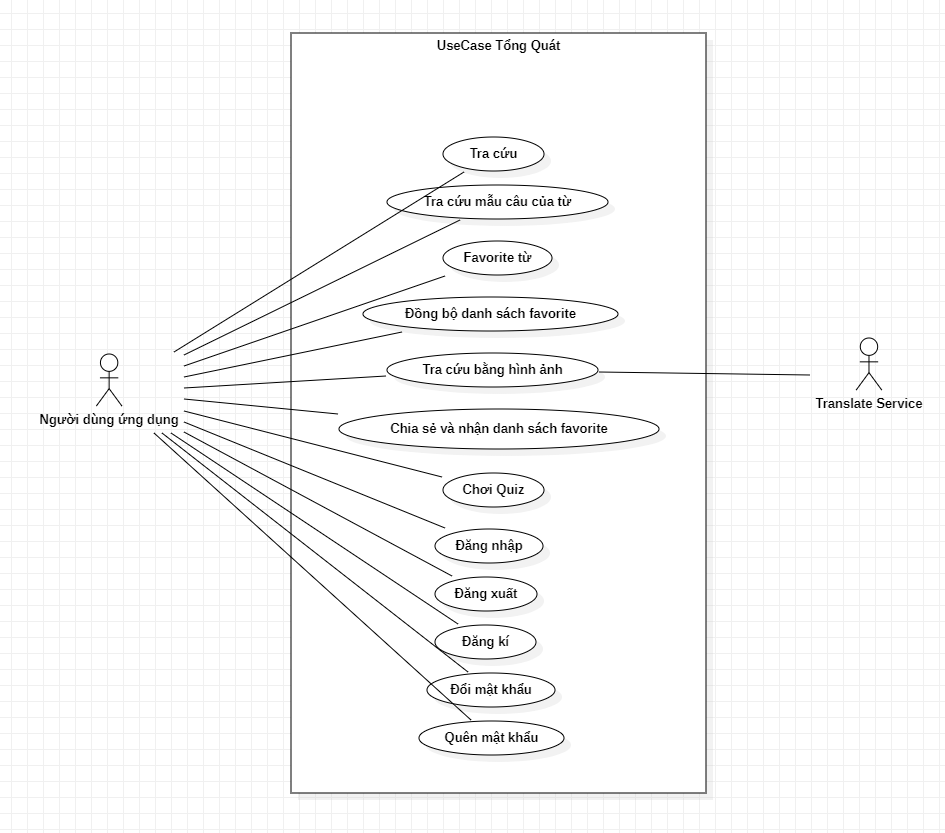 UseCase Tổng Quát
Tra cứu
Tra cứu mẫu câu của từ
Favorite từ
Đồng bộ danh sách favorite
Tra cứu bằng hình ảnh
Chia sẻ và nhận danh sách favorite
Chơi Quiz
Đăng nhập
Đăng xuất
Đăng kí
Đổi mật khẩu
Quên mật khẩu
Người dùng ứng dụng
Translate Service